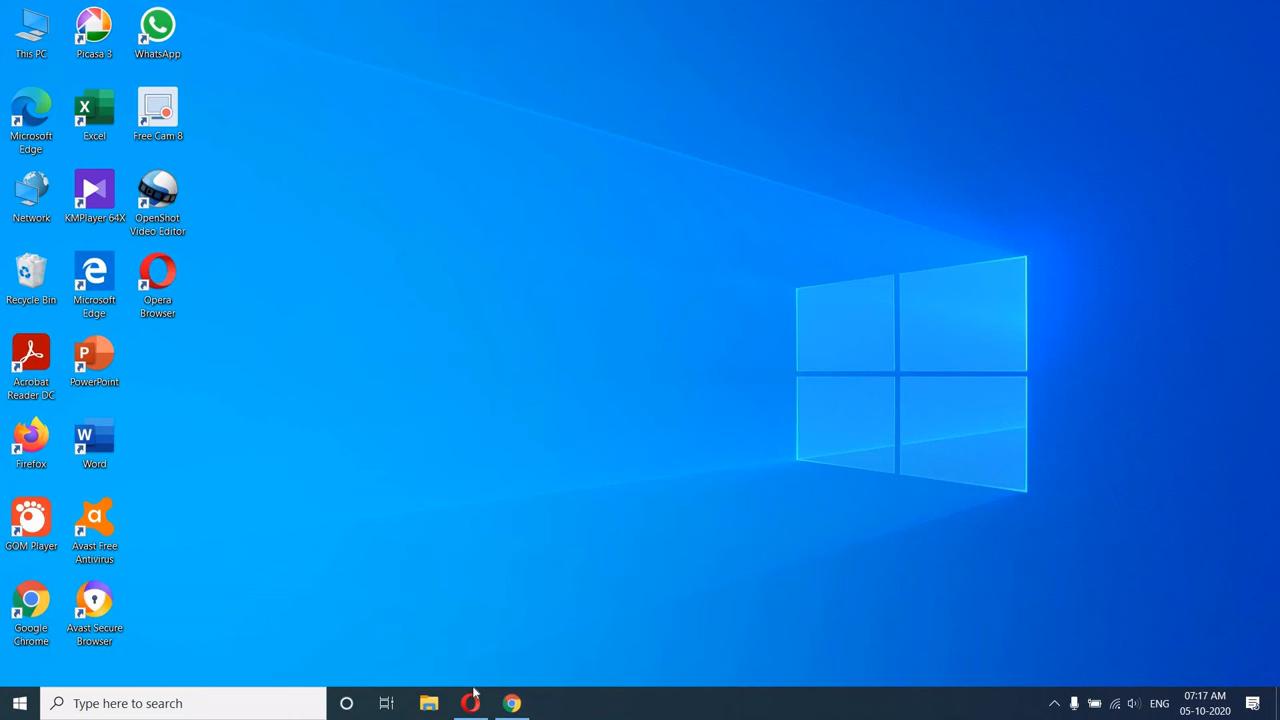 This PC
Picasa 3
WhatsApp
Microsoft
Edge
Excel
Free Cam 8
Network
KMPlayer 64X
OpenShot
Video Editor
Recycle Bin
Microsoft
Edge
Opera
Browser
Acrobat
Reader DC
PowerPoint
Firefox
Word
GOM Player
Avast Free
Antivirus
Google
Chrome
Avast Secure
Browser
Type here to search
ENG
07:17 AM
05-10-2020